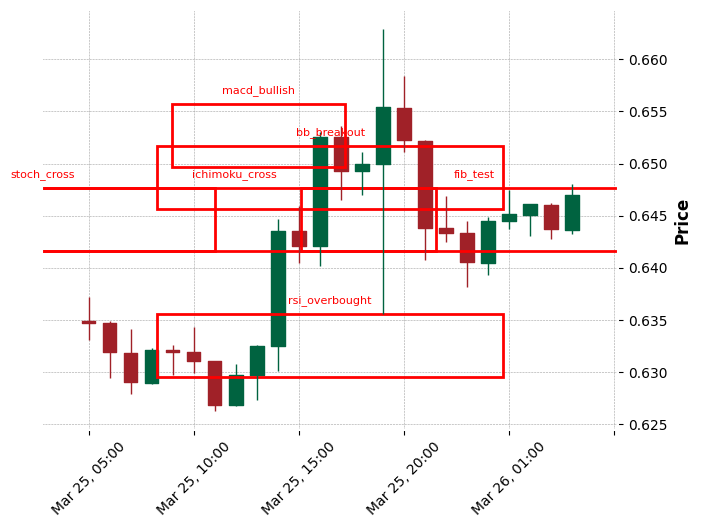 macd_bullish
bb_breakout
stoch_cross
ichimoku_cross
fib_test
rsi_overbought
0.660
0.655
0.650
0.645
0.640
0.635
0.630
0.625
Price
Mar 25, 05:00
Mar 25, 10:00
Mar 25, 15:00
Mar 25, 20:00
Mar 26, 01:00